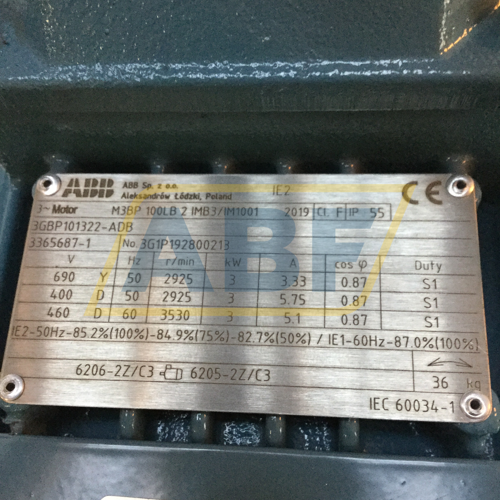 ABB ABB Sp. z o.o.
Aleksandrów Łódzki, Poland IE2 CE
3~ Motor M3BP 100LB 2 IMB3/IM1001 2019 Cl. F IP 55
3GBP101322-ADB
3365687-1 No. 3G1P192800213
V Hz r/min kW A cos φ Duty
690 Y 50 2925 3 3.33 0.87 S1
400 D 50 2925 3 5.75 0.87 S1
460 D 60 3530 3 5.1 0.87 S1
IE2-50Hz-85.2%(100%)-84.9%(75%)-82.7%(50%) / IE1-60Hz-87.0%(100%)
6206-2Z/C3 6205-2Z/C3 36 kg
IEC 60034-1
ABF